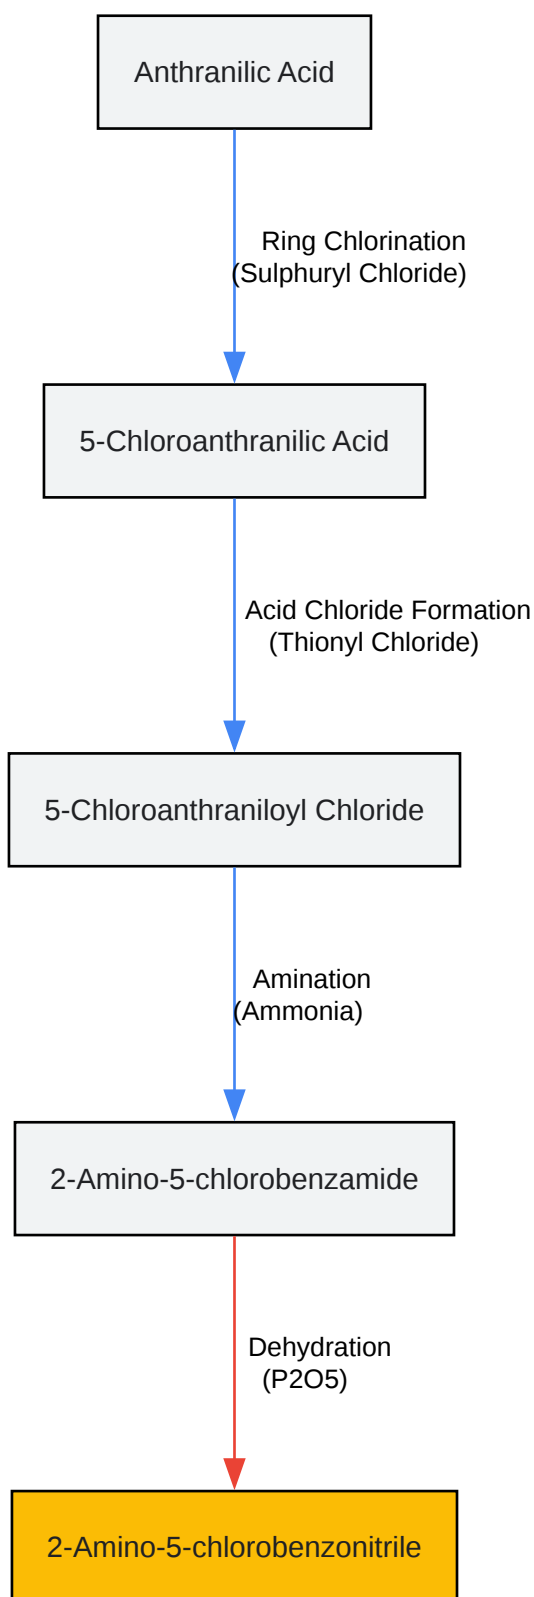 Anthranilic Acid
Ring Chlorination
(Sulphuryl Chloride)
5-Chloroanthranilic Acid
Acid Chloride Formation
(Thionyl Chloride)
5-Chloroanthraniloyl Chloride
Amination
(Ammonia)
2-Amino-5-chlorobenzamide
Dehydration
(P2O5)
2-Amino-5-chlorobenzonitrile